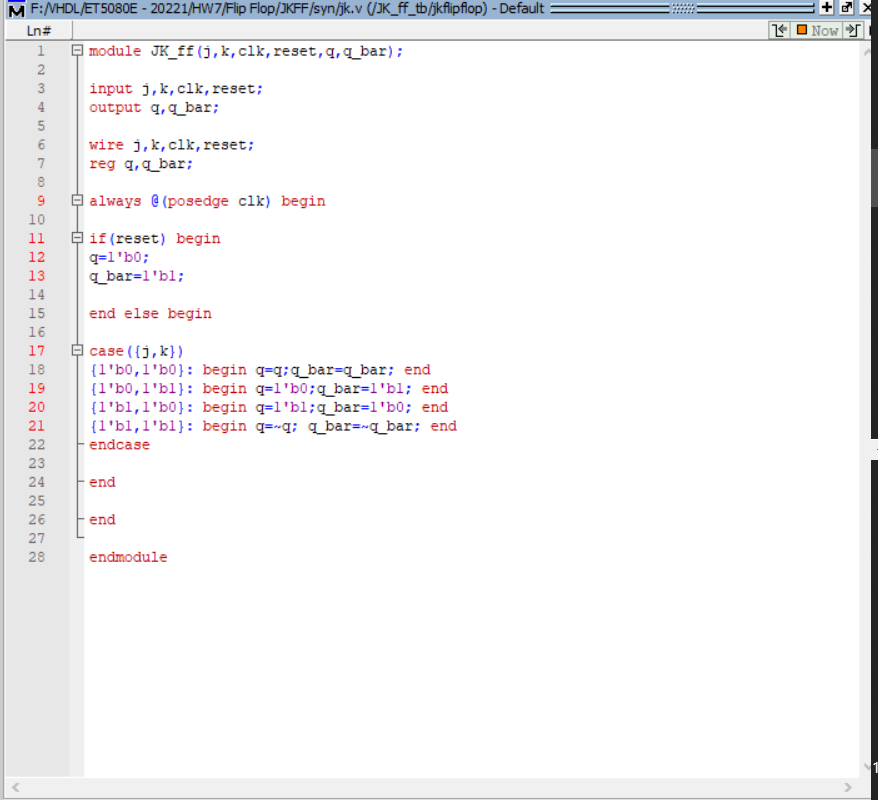 F:/VHDL/ET5080E - 20221/HW7/Flip Flop/JKFF/syn/jk.v (/JK_ff_tb/jkflipflop) - Default
Ln#
Now
1 module JK_ff(j,k,clk,reset,q,q_bar);
2
3 input j,k,clk,reset;
4 output q,q_bar;
5
6 wire j,k,clk,reset;
7 reg q,q_bar;
8
9 always @(posedge clk) begin
10
11 if(reset) begin
12 q=1'b0;
13 q_bar=1'b1;
14
15 end else begin
16
17 case({j,k})
18 {1'b0,1'b0}: begin q=q;q_bar=q_bar; end
19 {1'b0,1'b1}: begin q=1'b0;q_bar=1'b1; end
20 {1'b1,1'b0}: begin q=1'b1;q_bar=1'b0; end
21 {1'b1,1'b1}: begin q=~q; q_bar=~q_bar; end
22 endcase
23
24 end
25
26 end
27
28 endmodule
1